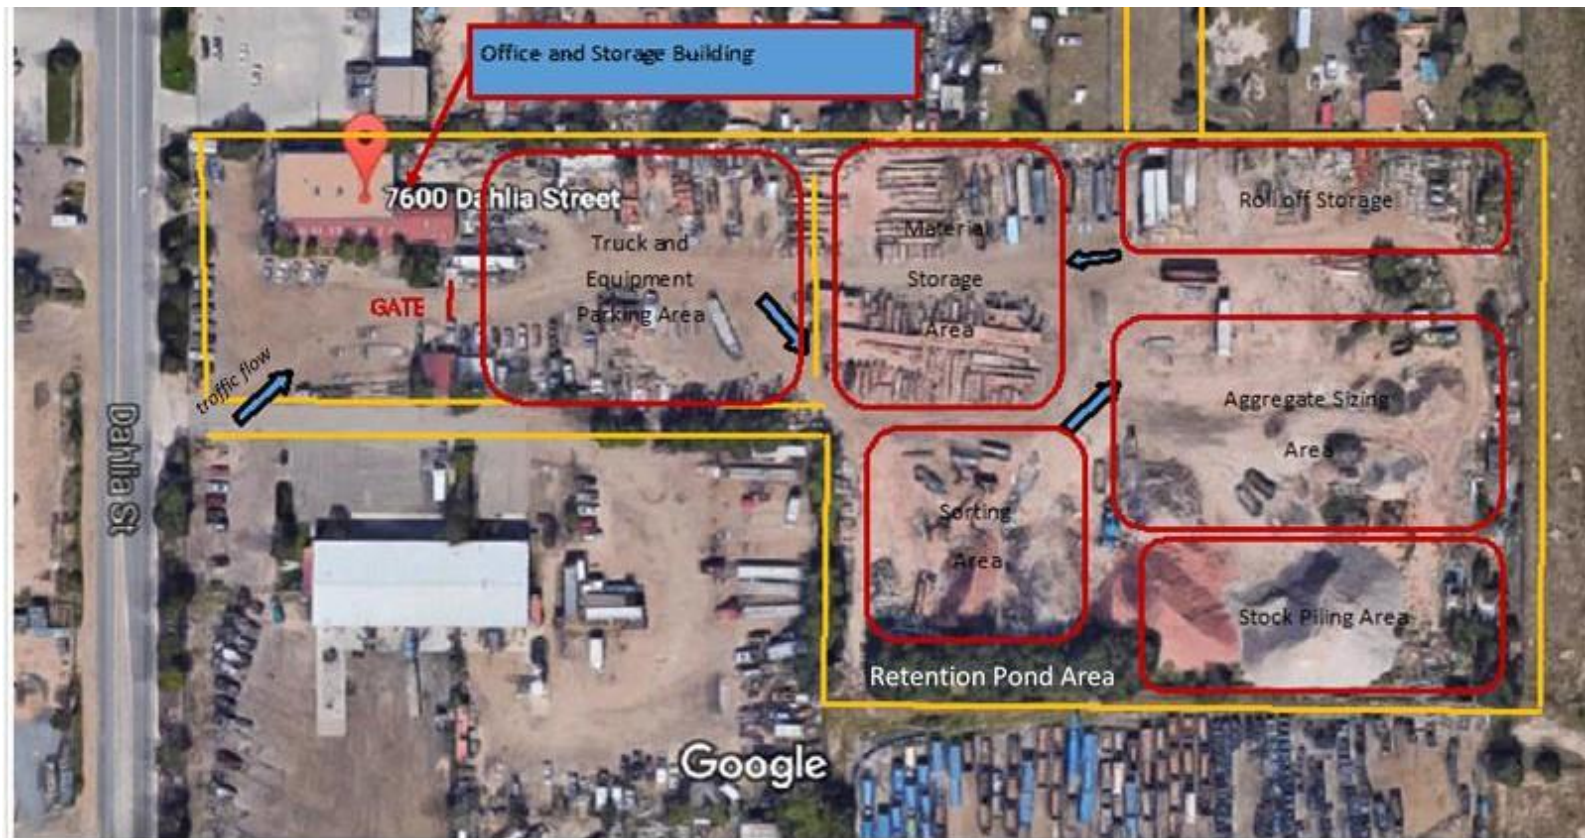 Office and Storage Building
7600 Dahlia Street
Truck and
Equipment
Parking Area
Material
Storage
Area
Roll off Storage
GATE
traffic flow
Aggregate Sizing
Area
Dahlia St
Sorting
Area
Stock Piling Area
Retention Pond Area
Google